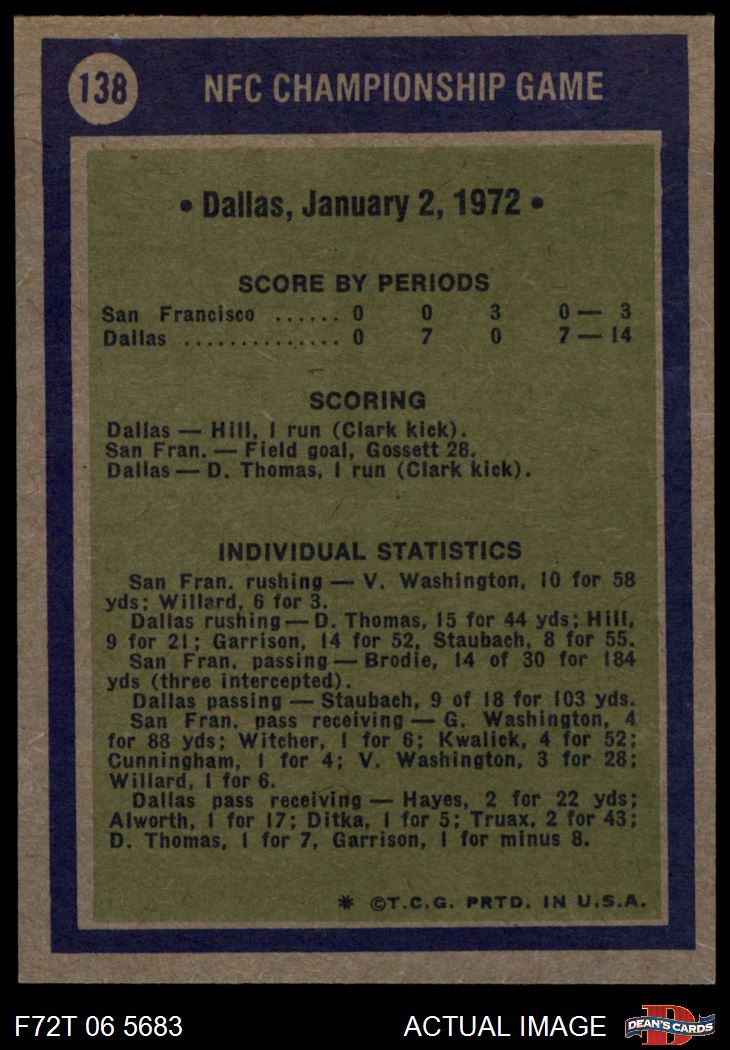 138 NFC CHAMPIONSHIP GAME
• Dallas, January 2, 1972 •
SCORE BY PERIODS
San Francisco ...... 0 0 3 0 — 3
Dallas .............. 0 7 0 7 — 14
SCORING
Dallas — Hill, 1 run (Clark kick).
San Fran. — Field goal, Gossett 28.
Dallas — D. Thomas, 1 run (Clark kick).
INDIVIDUAL STATISTICS
San Fran. rushing — V. Washington, 10 for 58
yds; Willard, 6 for 3.
Dallas rushing — D. Thomas, 15 for 44 yds; Hill,
9 for 21; Garrison, 14 for 52, Staubach, 8 for 55.
San Fran. passing — Brodie, 14 of 30 for 184
yds (three intercepted).
Dallas passing — Staubach, 9 of 18 for 103 yds.
San Fran. pass receiving — G. Washington, 4
for 88 yds; Witcher, 1 for 6; Kwalick, 4 for 52;
Cunningham, 1 for 4; V. Washington, 3 for 28;
Willard, 1 for 6.
Dallas pass receiving — Hayes, 2 for 22 yds;
Alworth, 1 for 17; Ditka, 1 for 5; Truax, 2 for 43;
D. Thomas, 1 for 7, Garrison, 1 for minus 8.
* ©T.C.G. PRTD. IN U.S.A.
F72T 06 5683 ACTUAL IMAGE D DEAN'S CARDS